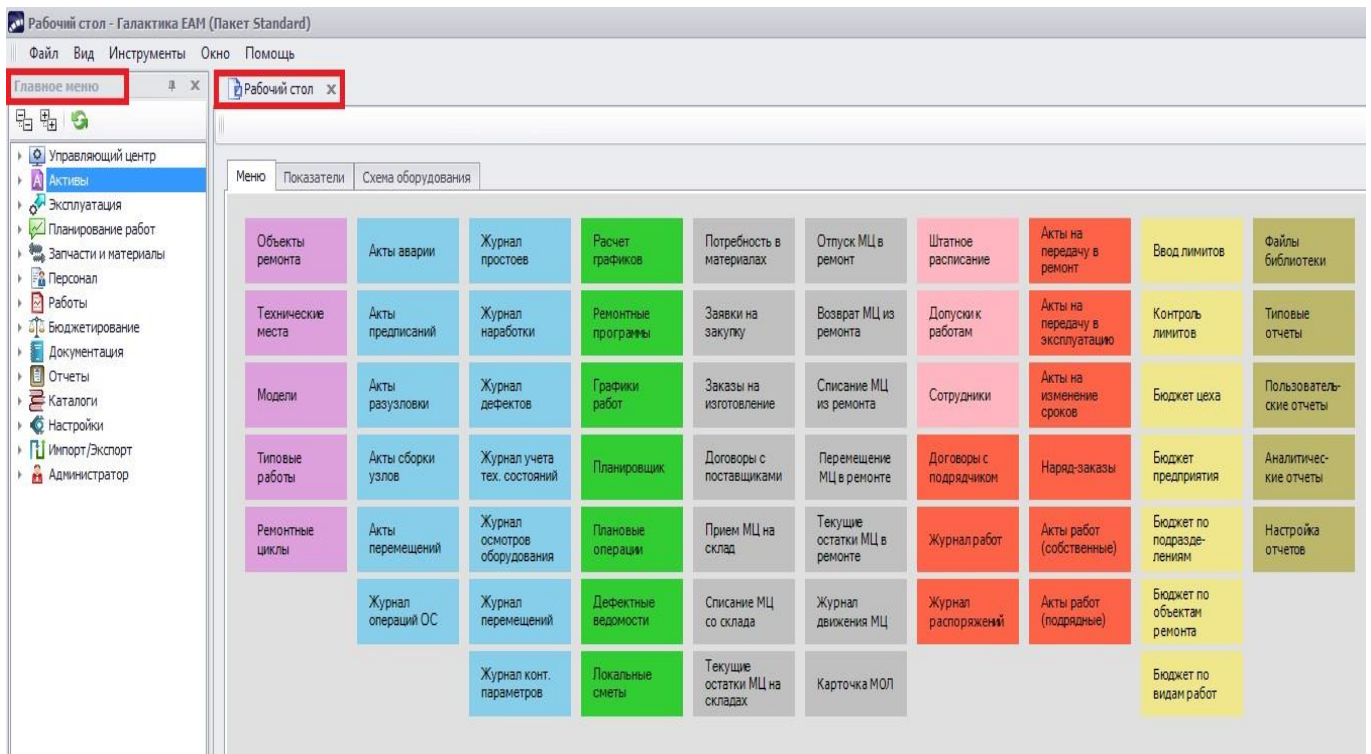 Рабочий стол - Галактика EAM (Пакет Standard)
Файл Вид Инструменты Окно Помощь
Главное меню
Рабочий стол
Управляющий центр
Активы
Эксплуатация
Планирование работ
Запчасти и материалы
Персонал
Работы
Бюджетирование
Документация
Отчеты
Каталоги
Настройки
Импорт/Экспорт
Администратор
Меню Показатели Схема оборудования
Объекты
ремонта
Технические
места
Модели
Типовые
работы
Ремонтные
циклы
Акты аварии
Акты
предписаний
Акты
разузловки
Акты сборки
узлов
Акты
перемещений
Журнал
операций ОС
Журнал
простоев
Журнал
наработки
Журнал
дефектов
Журнал учета
тех. состояний
Журнал
осмотров
оборудования
Журнал
перемещений
Журнал конт.
параметров
Расчет
графиков
Ремонтные
программы
Графики
работ
Планировщик
Плановые
операции
Дефектные
ведомости
Локальные
сметы
Потребность в
материалах
Заявки на
закупку
Заказы на
изготовление
Договоры с
поставщиками
Прием МЦ на
склад
Списание МЦ
со склада
Текущие
остатки МЦ на
складах
Отпуск МЦ в
ремонт
Возврат МЦ из
ремонта
Списание МЦ
из ремонта
Перемещение
МЦ в ремонте
Текущие
остатки МЦ в
ремонте
Журнал
движения МЦ
Карточка МОЛ
Штатное
расписание
Допуски к
работам
Сотрудники
Договоры с
подрядчиком
Журнал работ
Журнал
распоряжений
Акты на
передачу в
ремонт
Акты на
передачу в
эксплуатацию
Акты на
изменение
сроков
Наряд-заказы
Акты работ
(собственные)
Акты работ
(подрядные)
Ввод лимитов
Контроль
лимитов
Бюджет цеха
Бюджет
предприятия
Бюджет по
подразде-
лениям
Бюджет по
объектам
ремонта
Бюджет по
видам работ
Файлы
библиотеки
Типовые
отчеты
Пользователь-
ские отчеты
Аналитичес-
кие отчеты
Настройка
отчетов